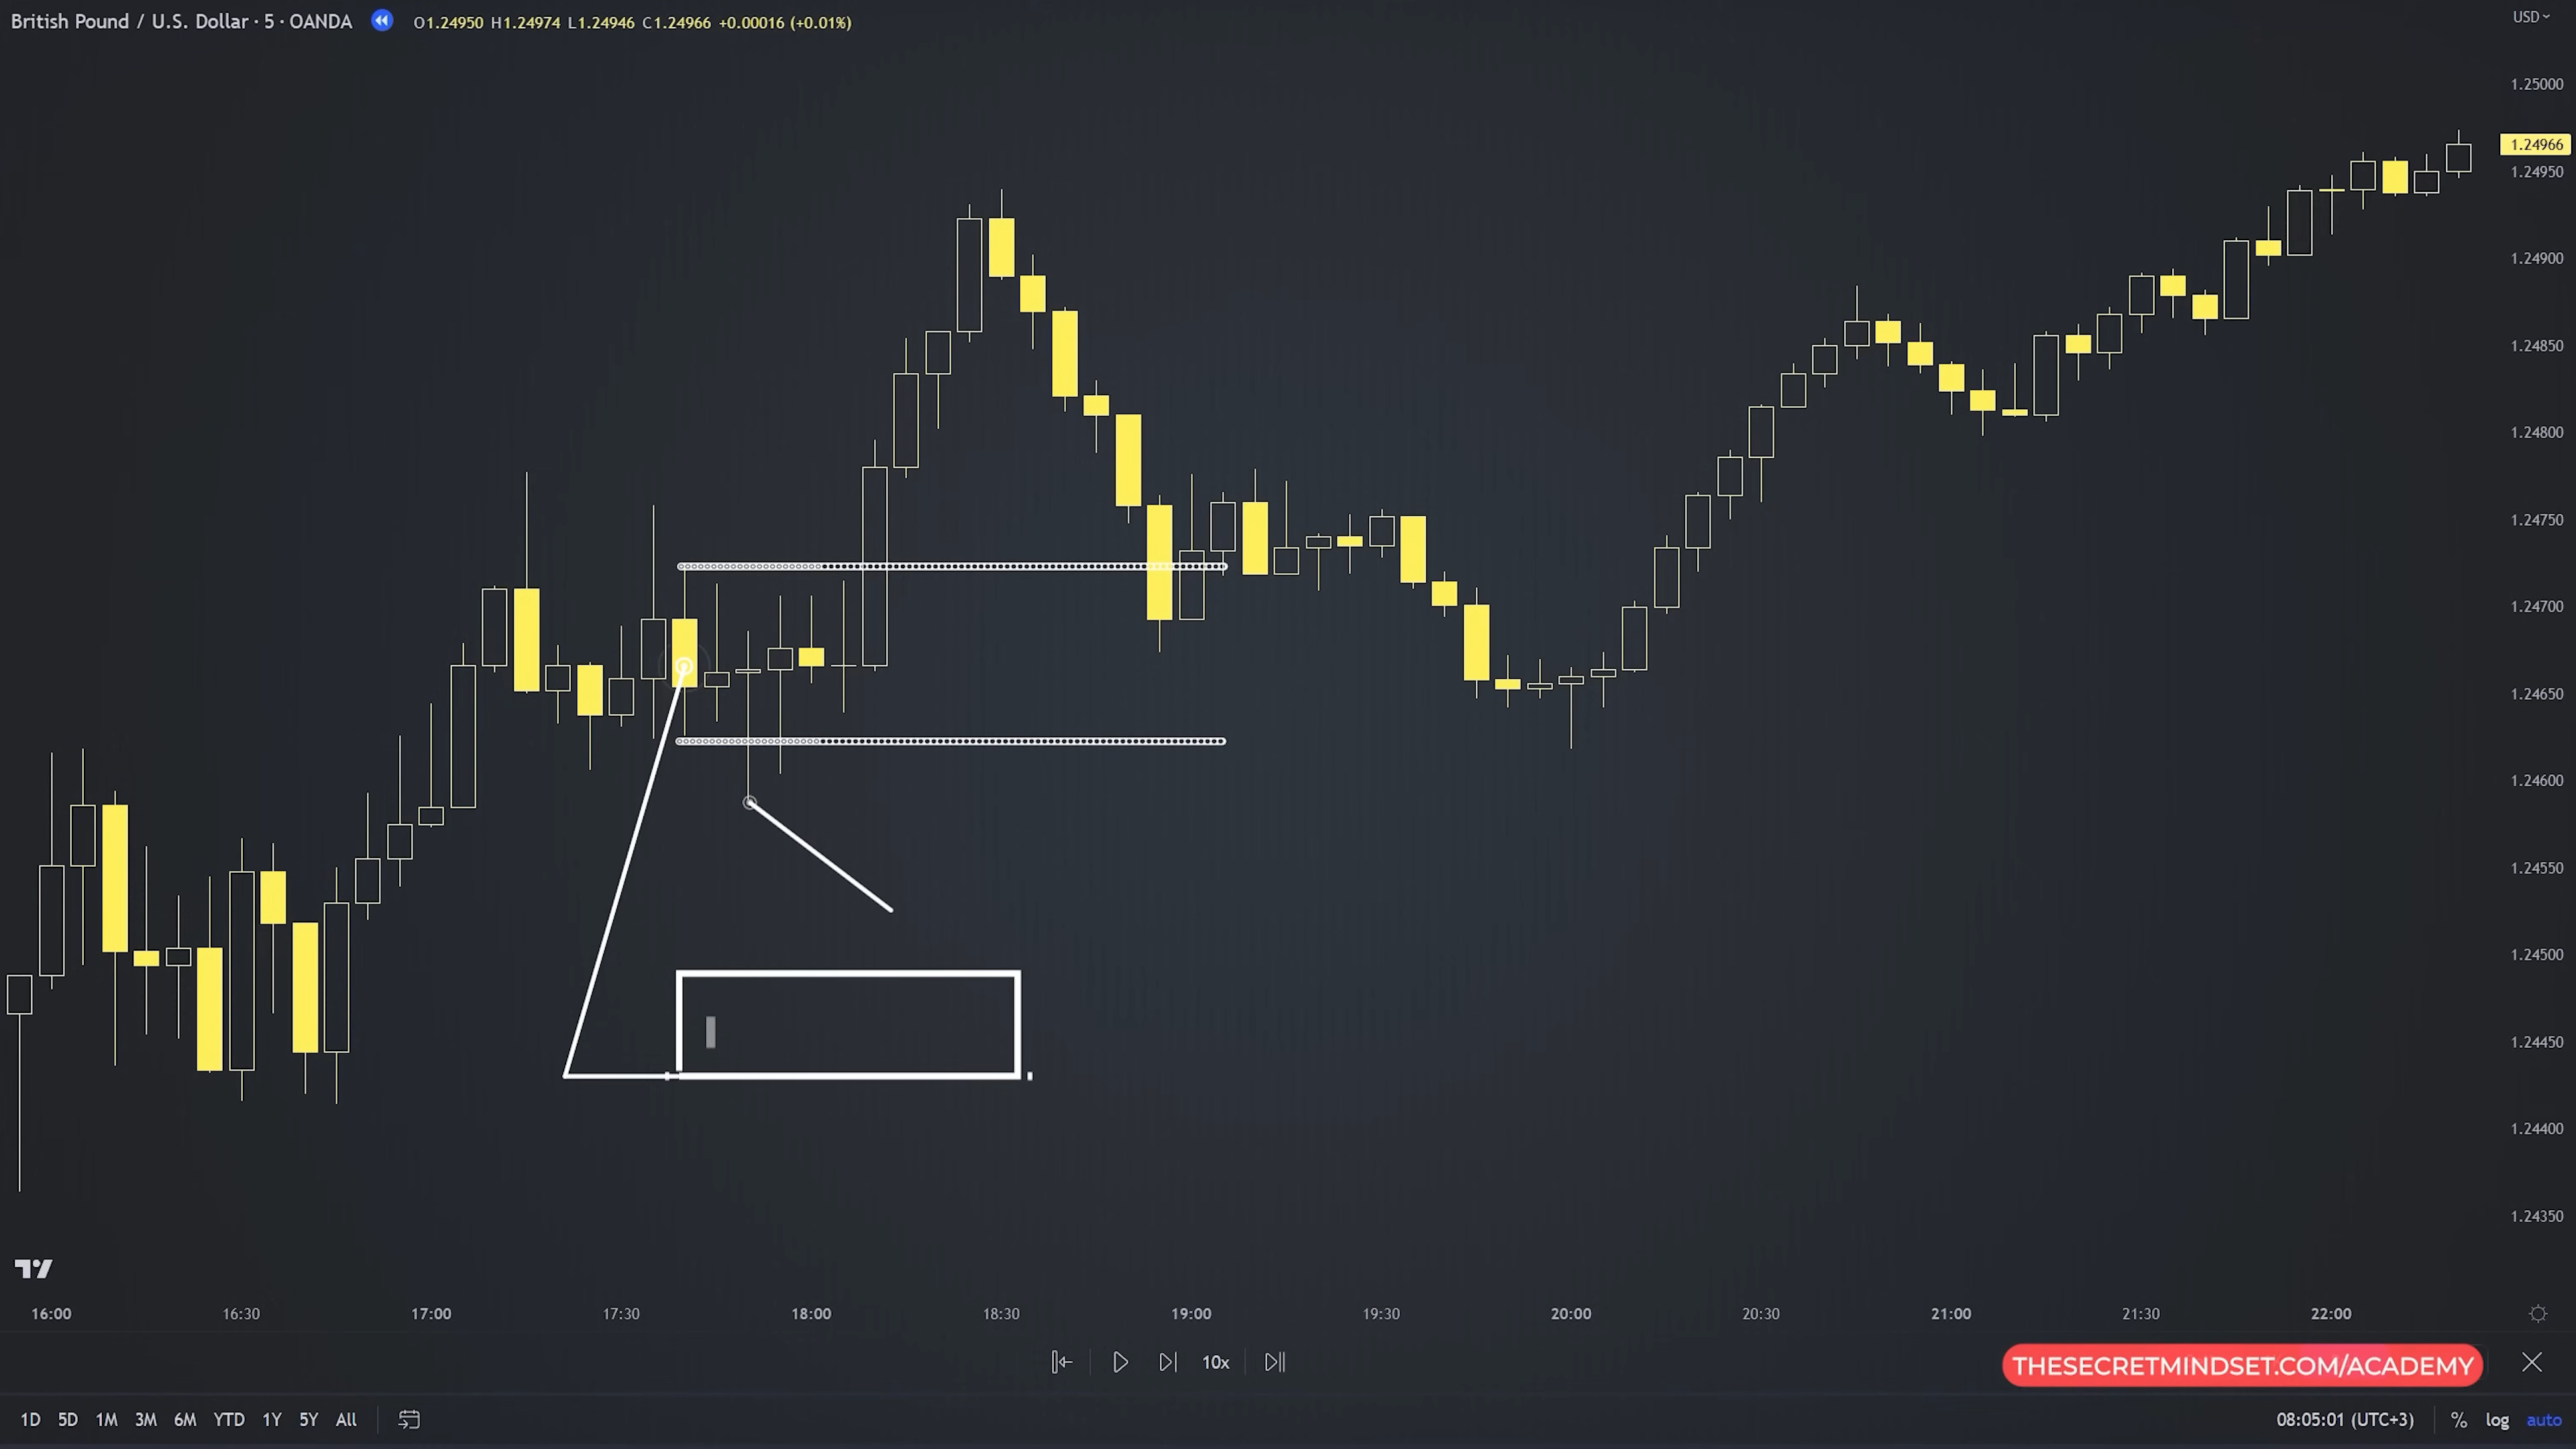 British Pound / U.S. Dollar · 5 · OANDA O1.24950 H1.24974 L1.24946 C1.24966 +0.00016 (+0.01%)
USD
1.25000
1.24966
1.24950
1.24900
1.24850
1.24800
1.24750
1.24700
1.24650
1.24600
1.24550
1.24500
1.24450
1.24400
1.24350
16:00 16:30 17:00 17:30 18:00 18:30 19:00 19:30 20:00 20:30 21:00 21:30 22:00
10x
THESECRETMINDSET.COM/ACADEMY
1D 5D 1M 3M 6M YTD 1Y 5Y All
08:05:01 (UTC+3) % log auto